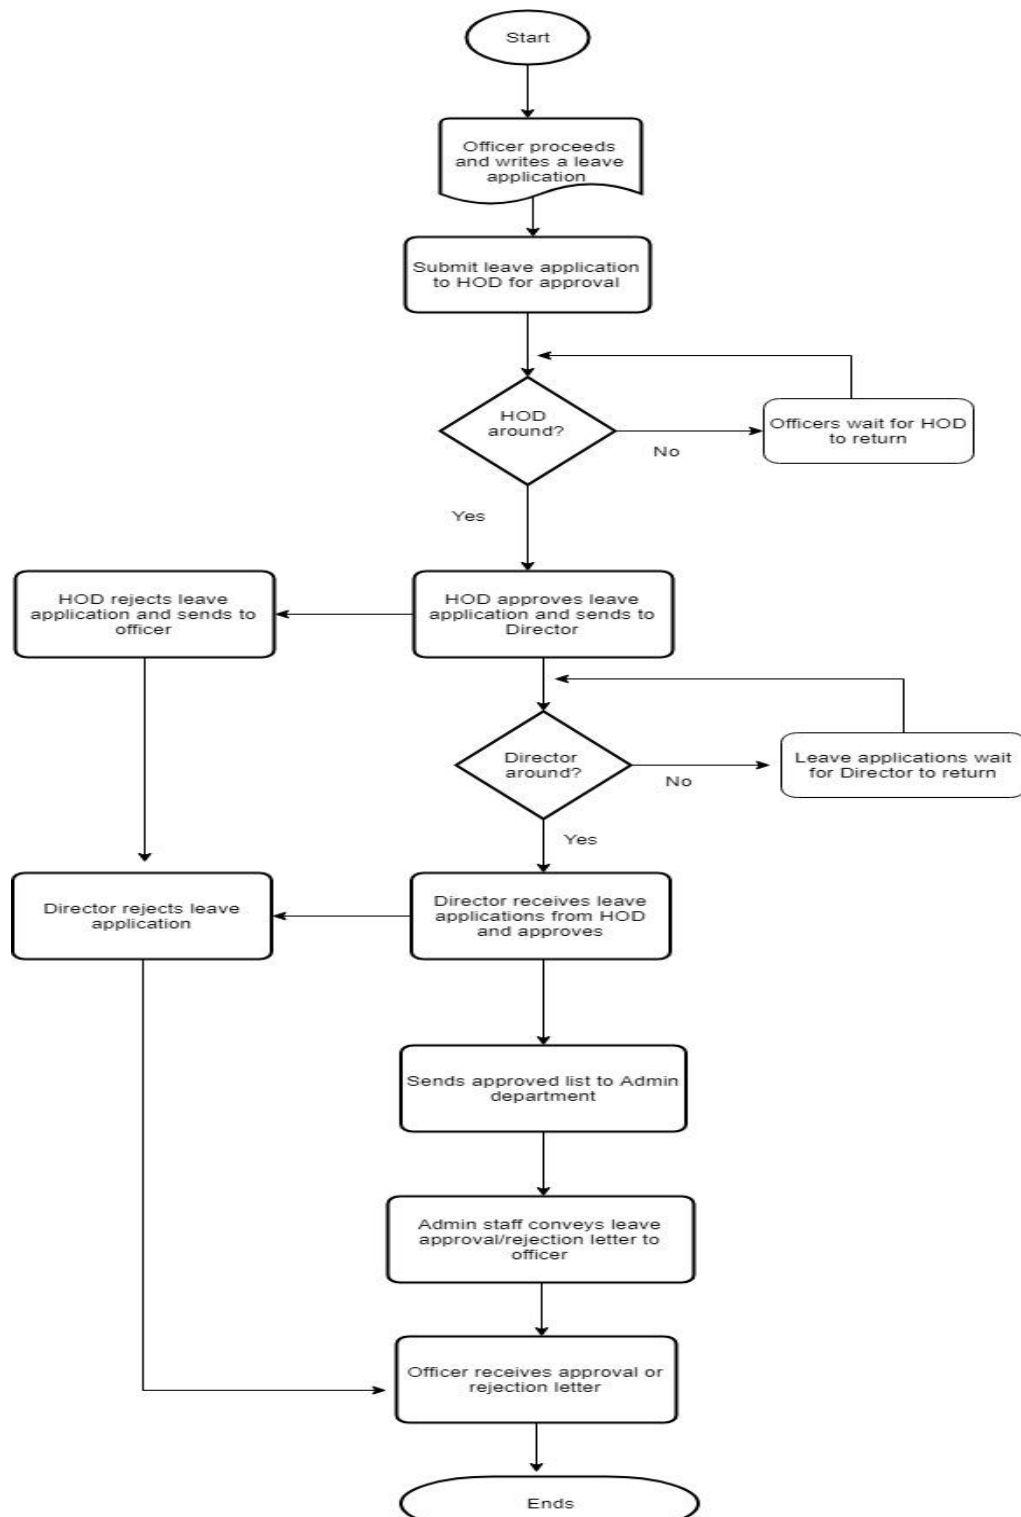 Start
Officer proceeds
and writes a leave
application
Submit leave application
to HOD for approval
HOD
around?
No
Officers wait for HOD
to return
Yes
HOD rejects leave
application and sends to
officer
HOD approves leave
application and sends to
Director
Director
around?
No
Leave applications wait
for Director to return
Yes
Director rejects leave
application
Director receives leave
applications from HOD
and approves
Sends approved list to Admin
department
Admin staff conveys leave
approval/rejection letter to
officer
Officer receives approval or
rejection letter
Ends